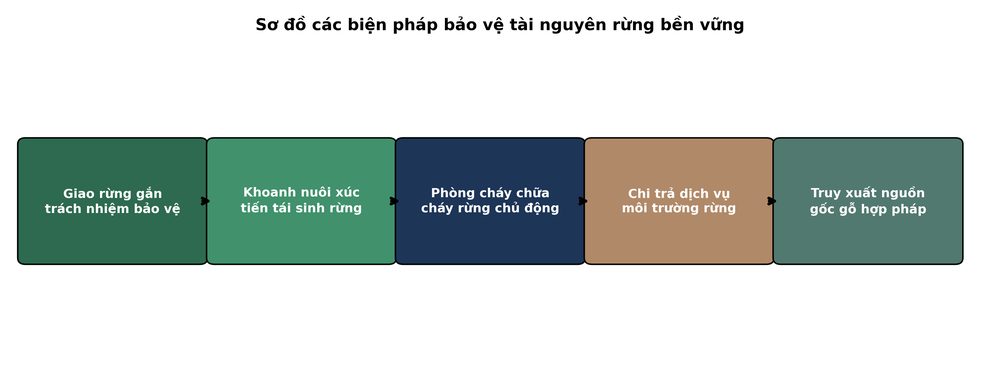 Sơ đồ các biện pháp bảo vệ tài nguyên rừng bền vững
Giao rừng gắn
trách nhiệm bảo vệ
Khoanh nuôi xúc
tiến tái sinh rừng
Phòng cháy chữa
cháy rừng chủ động
Chi trả dịch vụ
môi trường rừng
Truy xuất nguồn
gốc gỗ hợp pháp